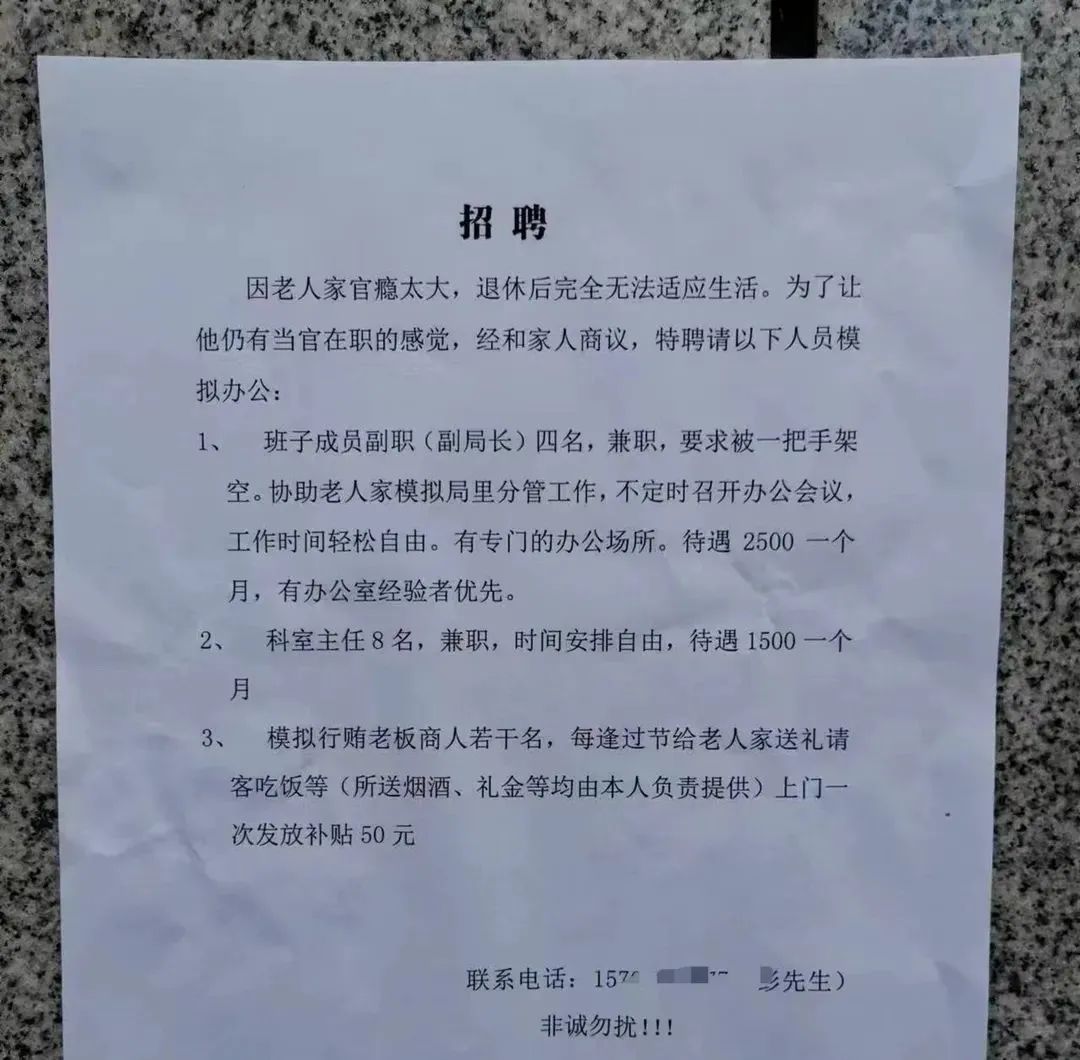 招聘
因老人家官瘾太大，退休后完全无法适应生活。为了让
他仍有当官在职的感觉，经和家人商议，特聘请以下人员模
拟办公：
1、 班子成员副职（副局长）四名，兼职，要求被一把手架
空。协助老人家模拟局里分管工作，不定时召开办公会议，
工作时间轻松自由。有专门的办公场所。待遇 2500 一个
月，有办公室经验者优先。
2、 科室主任 8 名，兼职，时间安排自由，待遇 1500 一个
月
3、 模拟行贿老板商人若干名，每逢过节给老人家送礼请
客吃饭等（所送烟酒、礼金等均由本人负责提供）上门一
次发放补贴 50 元
联系电话：157 先生）
非诚勿扰!!!